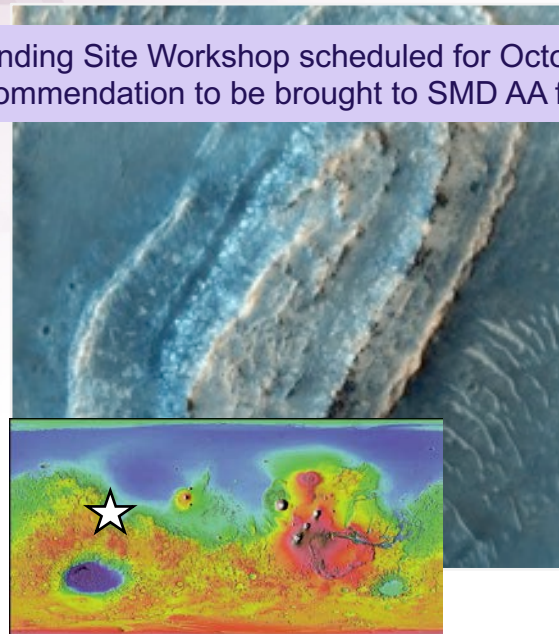 nding Site Workshop scheduled for Octo
ommendation to be brought to SMD AA f